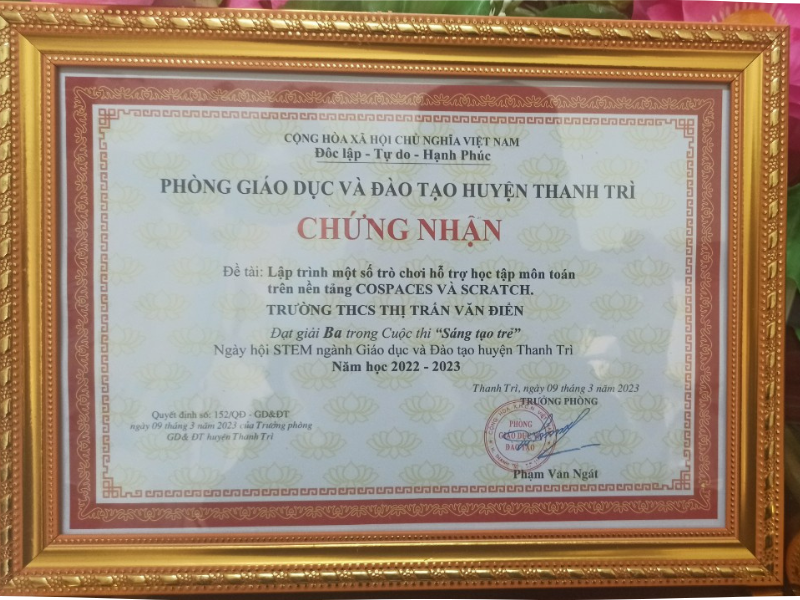 CỘNG HÒA XÃ HỘI CHỦ NGHĨA VIỆT NAM
Độc lập - Tự do - Hạnh Phúc
PHÒNG GIÁO DỤC VÀ ĐÀO TẠO HUYỆN THANH TRÌ
CHỨNG NHẬN
Đề tài: Lập trình một số trò chơi hỗ trợ học tập môn toán
trên nền tảng COSPACES VÀ SCRATCH.
TRƯỜNG THCS THỊ TRẤN VĂN ĐIỂN
Đạt giải Ba trong Cuộc thi “Sáng tạo trẻ”
Ngày hội STEM ngành Giáo dục và Đào tạo huyện Thanh Trì
Năm học 2022 - 2023
Thanh Trì, ngày 09 tháng 3 năm 2023
TRƯỞNG PHÒNG
Quyết định số: 152/QĐ - GD&ĐT
ngày 09 tháng 3 năm 2023 của Trưởng phòng
GD& ĐT huyện Thanh Trì
PHÒNG
GIÁO DỤC
ĐÀO TẠO
Phạm Văn Ngát